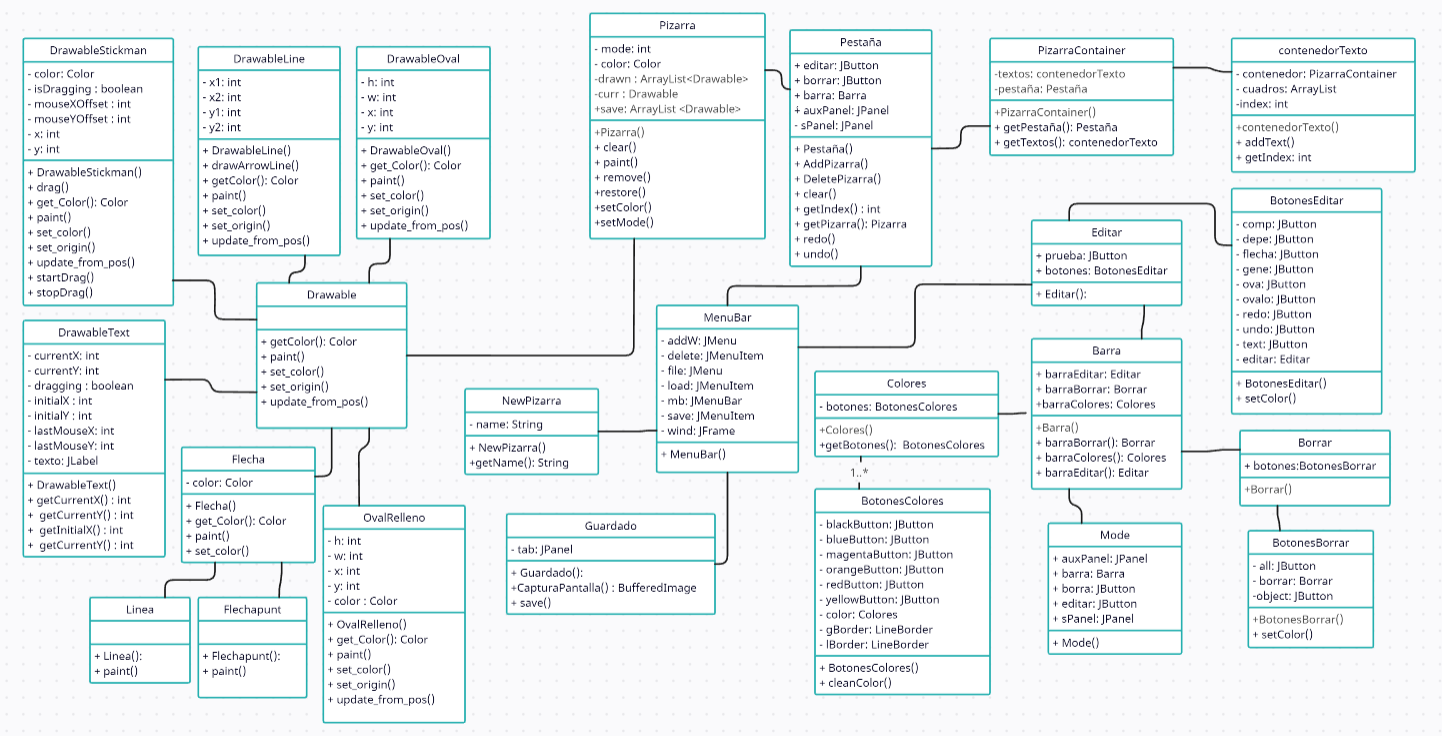 DrawableStickman
- color: Color
- isDragging : boolean
- mouseXOffset : int
- mouseYOffset : int
- x: int
- y: int
+ DrawableStickman()
+ drag()
+ get_Color(): Color
+ paint()
+ set_color()
+ set_origin()
+ update_from_pos()
+ startDrag()
+ stopDrag()
DrawableLine
- x1: int
- x2: int
- y1: int
- y2: int
+ DrawableLine()
+ drawArrowLine()
+ getColor(): Color
+ paint()
+ set_color()
+ set_origin()
+ update_from_pos()
DrawableOval
- h: int
- w: int
- x: int
- y: int
+ DrawableOval()
+ get_Color(): Color
+ paint()
+ set_color()
+ set_origin()
+ update_from_pos()
Pizarra
- mode: int
- color: Color
-drawn : ArrayList<Drawable>
-curr : Drawable
+save: ArrayList <Drawable>
+Pizarra()
+ clear()
+ paint()
+ remove()
+restore()
+setColor()
+setMode()
Pestaña
+ editar: JButton
+ borrar: JButton
+ barra: Barra
+ auxPanel: JPanel
- sPanel: JPanel
+ Pestaña()
+ AddPizarra()
+ DeletePizarra()
+ clear()
+ getIndex() : int
+ getPizarra(): Pizarra
+ redo()
+ undo()
PizarraContainer
-textos: contenedorTexto
-pestaña: Pestaña
+PizarraContainer()
+ getPestaña(): Pestaña
+ getTextos(): contenedorTexto
contenedorTexto
- contenedor: PizarraContainer
- cuadros: ArrayList
-index: int
+contenedorTexto()
+ addText()
+ getIndex: int
BotonesEditar
- comp: JButton
- depe: JButton
- flecha: JButton
- gene: JButton
- ova: JButton
- ovalo: JButton
- redo: JButton
- undo: JButton
- text: JButton
- editar: Editar
+ BotonesEditar()
+ setColor()
Editar
+ prueba: JButton
+ botones: BotonesEditar
+ Editar():
Drawable
+ getColor(): Color
+ paint()
+ set_color()
+ set_origin()
+ update_from_pos()
DrawableText
- currentX: int
- currentY: int
- dragging : boolean
- initialX : int
- initialY : int
- lastMouseX: int
- lastMouseY: int
- texto: JLabel
+ DrawableText()
+ getCurrentX() : int
+ getCurrentY() : int
+ getInitialX() : int
+ getCurrentY() : int
MenuBar
- addW: JMenu
- delete: JMenuItem
- file: JMenu
- load: JMenuItem
- mb: JMenuBar
- save: JMenuItem
- wind: JFrame
+ MenuBar()
Barra
+ barraEditar: Editar
+ barraBorrar: Borrar
+barraColores: Colores
+Barra()
+ barraBorrar(): Borrar
+ barraColores(): Colores
+ barraEditar(): Editar
Colores
- botones: BotonesColores
+Colores()
+getBotones(): BotonesColores
1..*
NewPizarra
- name: String
+ NewPizarra()
+getName(): String
Borrar
+ botones:BotonesBorrar
+Borrar()
Flecha
- color: Color
+ Flecha()
+ get_Color(): Color
+ paint()
+ set_color()
BotonesColores
- blackButton: JButton
- blueButton: JButton
- magentaButton: JButton
- orangeButton: JButton
- redButton: JButton
- yellowButton: JButton
- color: Colores
- gBorder: LineBorder
- lBorder: LineBorder
+ BotonesColores()
+ cleanColor()
OvalRelleno
- h: int
- w: int
- x: int
- y: int
- color : Color
+ OvalRelleno()
+ get_Color(): Color
+ paint()
+ set_color()
+ set_origin()
+ update_from_pos()
Guardado
- tab: JPanel
+ Guardado():
+CapturaPantalla() : BufferedImage
+ save()
Mode
+ auxPanel: JPanel
+ barra: Barra
+ borra: JButton
+ editar: JButton
+ sPanel: JPanel
+ Mode()
BotonesBorrar
- all: JButton
- borrar: Borrar
-object: JButton
+BotonesBorrar()
+ setColor()
Linea
+ Linea():
+ paint()
Flechapunt
+ Flechapunt():
+ paint()